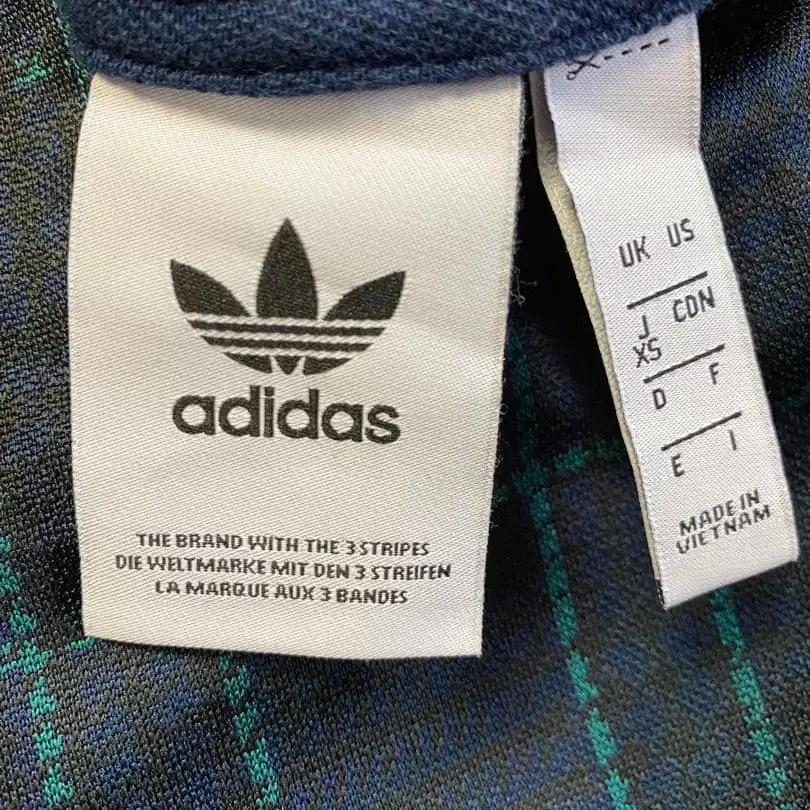 adidas
THE BRAND WITH THE 3 STRIPES
DIE WELTMARKE MIT DEN 3 STREIFEN
LA MARQUE AUX 3 BANDES
UK US
J CDN
XS
D F
E I
MADE IN
VIETNAM